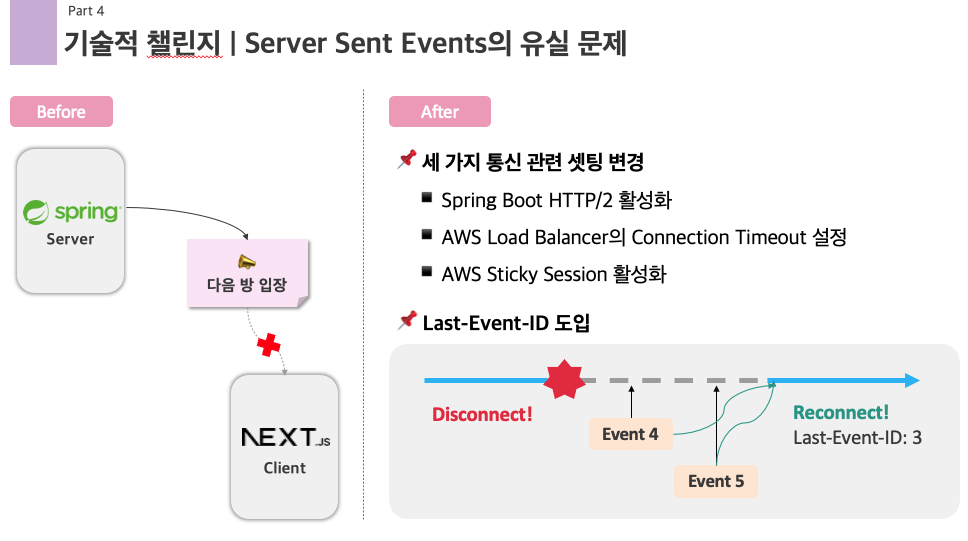 Part 4
기술적 챌린지 | Server Sent Events의 유실 문제
Before
spring
Server
다음 방 입장
NEXT.JS
Client
After
세 가지 통신 관련 셋팅 변경
Spring Boot HTTP/2 활성화
AWS Load Balancer의 Connection Timeout 설정
AWS Sticky Session 활성화
Last-Event-ID 도입
Disconnect!
Event 4
Event 5
Reconnect!
Last-Event-ID: 3